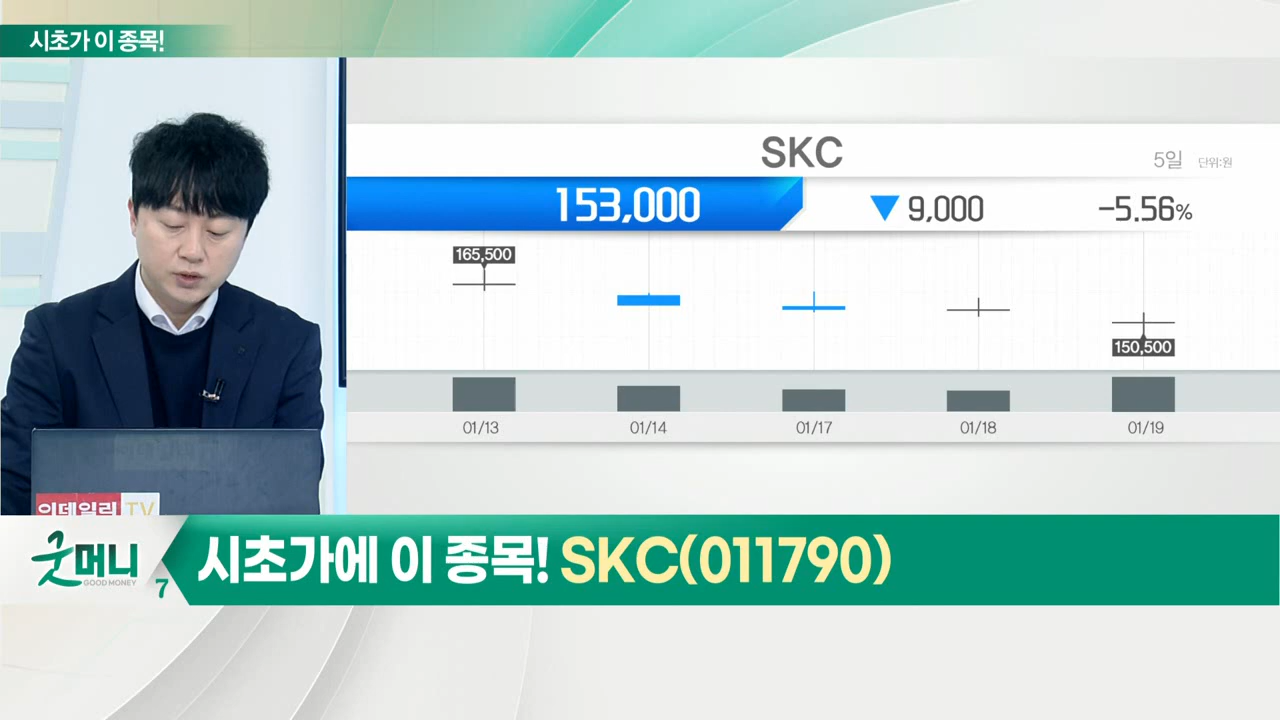 시초가 이 종목!
SKC
5일 단위:원
153,000 ▼ 9,000 -5.56%
165,500
150,500
01/13 01/14 01/17 01/18 01/19
이데일리 TV
굿머니 GOOD MONEY 7
시초가에 이 종목! SKC(011790)